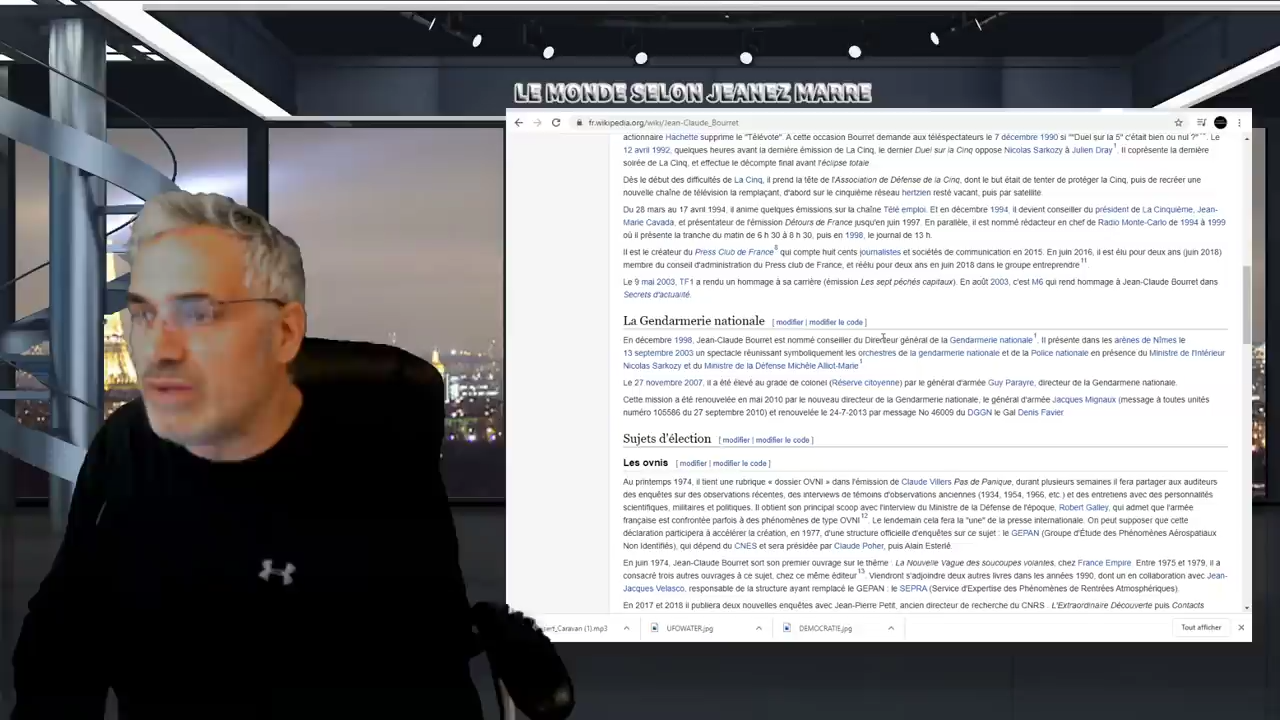 LE MONDE SELON JEANEZ MARRE
fr.wikipedia.org/wiki/Jean-Claude_Bourret
actionnaire Hachette supprime le "Télévote". A cette occasion Bourret demande aux téléspectateurs le 7 décembre 1990 si "Duel sur la 5" c'était bien ou nul ?" Le
12 avril 1992, quelques heures avant la dernière émission de La Cinq, le dernier Duel sur la Cinq oppose Nicolas Sarkozy à Julien Dray1. Il coprésente la dernière
soirée de La Cinq, et effectue le décompte final avant l'éclipse totale
Dès le début des difficultés de La Cinq, il prend la tête de l'Association de Défense de la Cinq, dont le but était de tenter de protéger la Cinq, puis de recréer une
nouvelle chaîne de télévision la remplaçant, d'abord sur le cinquième réseau hertzien resté vacant, puis par satellite.
Du 28 mars au 17 avril 1994, il anime quelques émissions sur la chaîne Télé emploi. Et en décembre 1994, il devient conseiller du président de La Cinquième, Jean-
Marie Cavada, et présentateur de l'émission Détours de France jusqu'en juin 1997. En parallèle, il est nommé rédacteur en chef de Radio Monte-Carlo de 1994 à 1999
où il présente la tranche du matin de 6 h 30 à 8 h 30, puis en 1998, le journal de 13 h.
Il est le créateur du Press Club de France8 qui compte huit cents journalistes et sociétés de communication en 2015. En juin 2016, il est élu pour deux ans (juin 2018)
membre du conseil d'administration du Press club de France, et réélu pour deux ans en juin 2018 dans le groupe entreprendre11.
Le 9 mai 2003, TF1 a rendu un hommage à sa carrière (émission Les sept péchés capitaux). En août 2003, c'est M6 qui rend hommage à Jean-Claude Bourret dans
Secrets d'actualité.
La Gendarmerie nationale [ modifier | modifier le code ]
En décembre 1998, Jean-Claude Bourret est nommé conseiller du Directeur général de la Gendarmerie nationale1. Il présente dans les arènes de Nîmes le
13 septembre 2003 un spectacle réunissant symboliquement les orchestres de la gendarmerie nationale et de la Police nationale en présence du Ministre de l'Intérieur
Nicolas Sarkozy et du Ministre de la Défense Michèle Alliot-Marie1
Le 27 novembre 2007, il a été élevé au grade de colonel (Réserve citoyenne) par le général d'armée Guy Parayre, directeur de la Gendarmerie nationale.
Cette mission a été renouvelée en mai 2010 par le nouveau directeur de la Gendarmerie nationale, le général d'armée Jacques Mignaux (message à toutes unités
numéro 105586 du 27 septembre 2010) et renouvelée le 24-7-2013 par message No 46009 du DGGN le Gal Denis Favier
Sujets d'élection [ modifier | modifier le code ]
Les ovnis [ modifier | modifier le code ]
Au printemps 1974, il tient une rubrique « dossier OVNI » dans l'émission de Claude Villers Pas de Panique, durant plusieurs semaines il fera partager aux auditeurs
des enquêtes sur des observations récentes, des interviews de témoins d'observations anciennes (1934, 1954, 1966, etc.) et des entretiens avec des personnalités
scientifiques, militaires et politiques. Il obtient son principal scoop avec l'interview du Ministre de la Défense de l'époque, Robert Galley, qui admet que l'armée
française est confrontée parfois à des phénomènes de type OVNI12. Le lendemain cela fera la "une" de la presse internationale. On peut supposer que cette
déclaration participera à accélérer la création, en 1977, d'une structure officielle d'enquêtes sur ce sujet : le GEPAN (Groupe d'Étude des Phénomènes Aérospatiaux
Non Identifiés), qui dépend du CNES et sera présidée par Claude Poher, puis Alain Esterlé.
En juin 1974, Jean-Claude Bourret sort son premier ouvrage sur le thème : La Nouvelle Vague des soucoupes volantes, chez France Empire. Entre 1975 et 1979, il a
consacré trois autres ouvrages à ce sujet, chez ce même éditeur13. Viendront s'adjoindre deux autres livres dans les années 1990, dont un en collaboration avec Jean-
Jacques Velasco, responsable de la structure ayant remplacé le GEPAN : le SEPRA (Service d'Expertise des Phénomènes de Rentrées Atmosphériques).
En 2017 et 2018 il publiera deux nouvelles enquêtes avec Jean-Pierre Petit, ancien directeur de recherche du CNRS : L'Extraordinaire Découverte puis Contacts
sert_Caravan (1).mp3
UFOWATER.jpg
DEMOCRATIE.jpg
Tout afficher